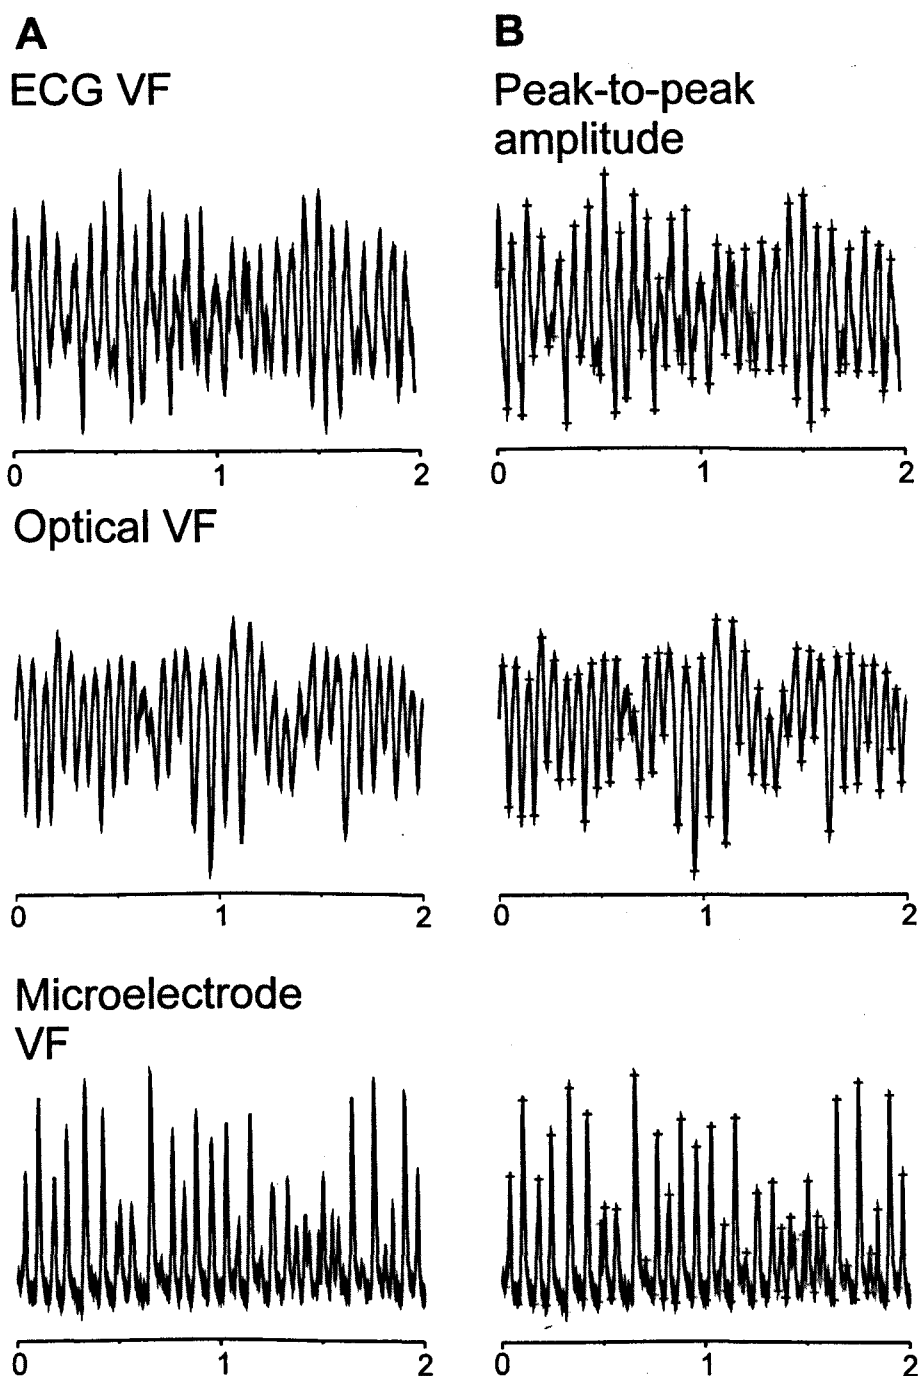 A
B
ECG VF
Peak-to-peak
amplitude
0 1 2
0 1 2
Optical VF
0 1 2
0 1 2
Microelectrode
VF
0 1 2
0 1 2